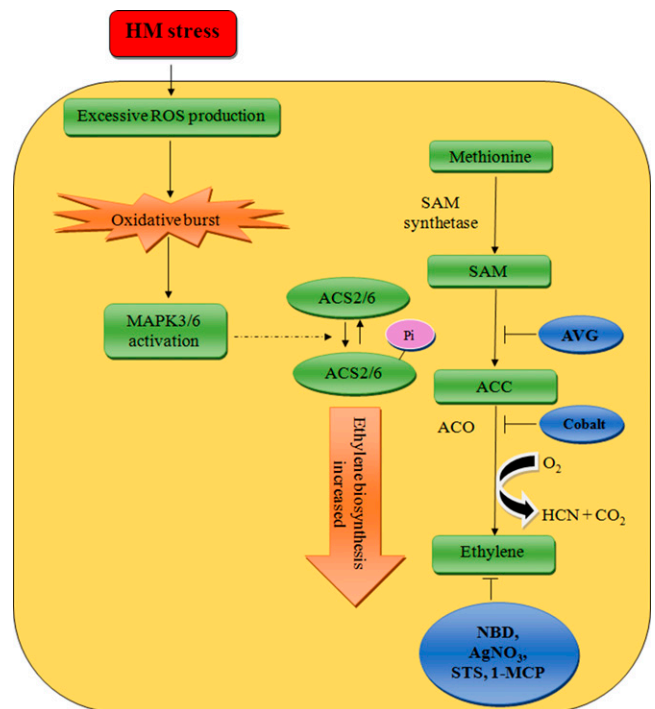 HM stress
Excessive ROS production
Oxidative burst
MAPK3/6
activation
ACS2/6
Pi
ACS2/6
Ethylene biosynthesis
increased
Methionine
SAM
synthetase
SAM
AVG
ACC
ACO
Cobalt
O₂
HCN + CO₂
Ethylene
NBD,
AgNO₃,
STS, 1-MCP